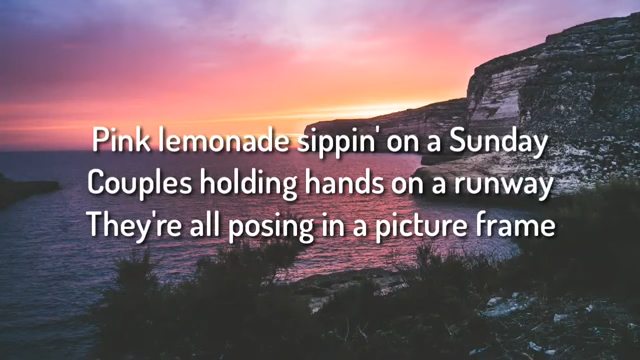 Pink lemonade sippin' on a Sunday
Couples holding hands on a runway
They're all posing in a picture frame